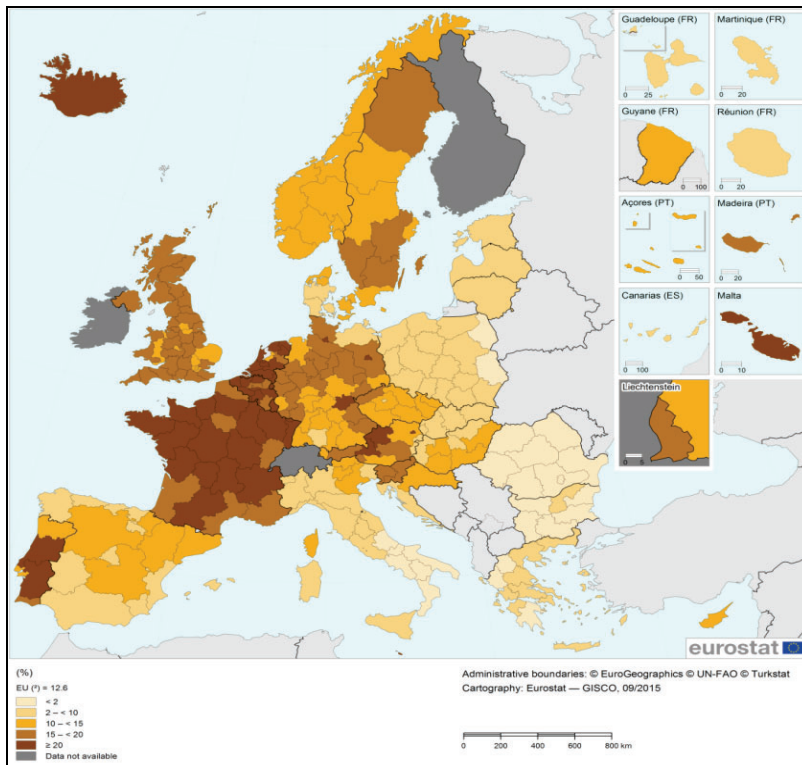 Guadeloupe (FR)
Martinique (FR)
0 25
0 20
Guyane (FR)
Réunion (FR)
0 100
0 20
Açores (PT)
Madeira (PT)
0 50
0 20
Canarias (ES)
Malta
0 100
0 10
Liechtenstein
0 5
eurostat
(%)
EU (²) = 12.6
< 2
2 – < 10
10 – < 15
15 – < 20
≥ 20
Data not available
Administrative boundaries: © EuroGeographics © UN-FAO © Turkstat
Cartography: Eurostat — GISCO, 09/2015
0 200 400 600 800 km